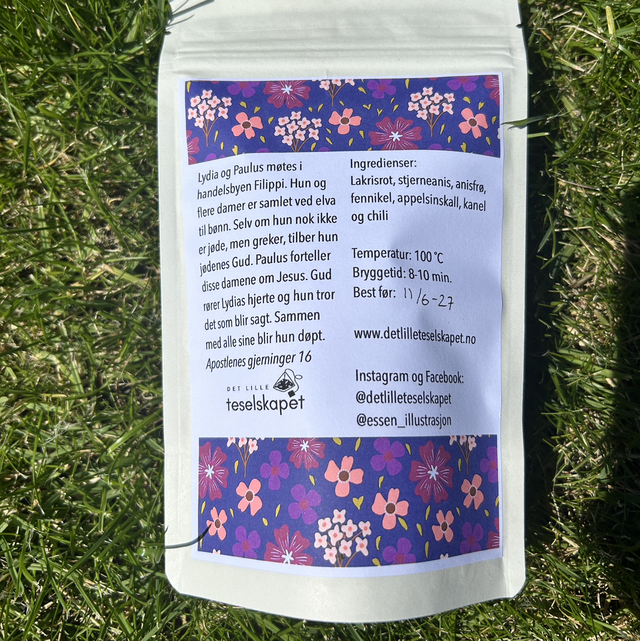 Lydia og Paulus møtes i
handelsbyen Filippi. Hun og
flere damer er samlet ved elva
til bønn. Selv om hun nok ikke
er jøde, men greker, tilber hun
jødenes Gud. Paulus forteller
disse damene om Jesus. Gud
rører Lydias hjerte og hun tror
det som blir sagt. Sammen
med alle sine blir hun døpt.
Apostlenes gjerninger 16
DET LILLE
teselskapet
Ingredienser:
Lakrisrot, stjerneanis, anisfrø,
fennikel, appelsinskall, kanel
og chili
Temperatur: 100 °C
Bryggetid: 8-10 min.
Best før: 11/6-27
www.detlilleteselskapet.no
Instagram og Facebook:
@detlilleteselskapet
@essen_illustrasjon